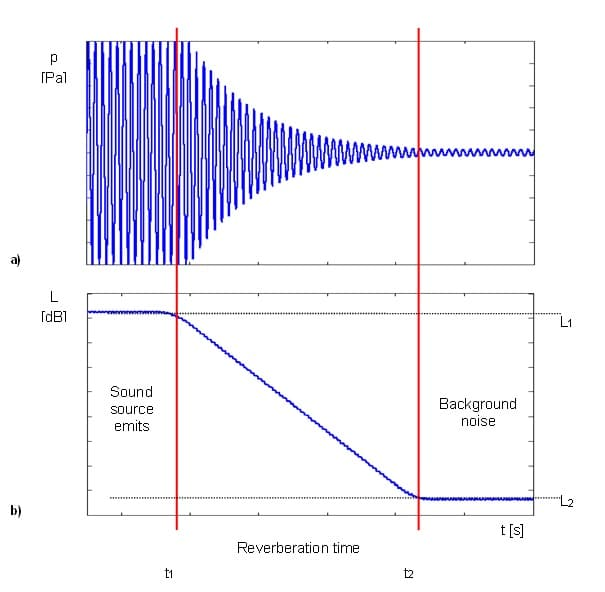 p
[Pa]
a)
L
[dB]
L1
Sound
source
emits
Background
noise
L2
b)
t [s]
Reverberation time
t1
t2